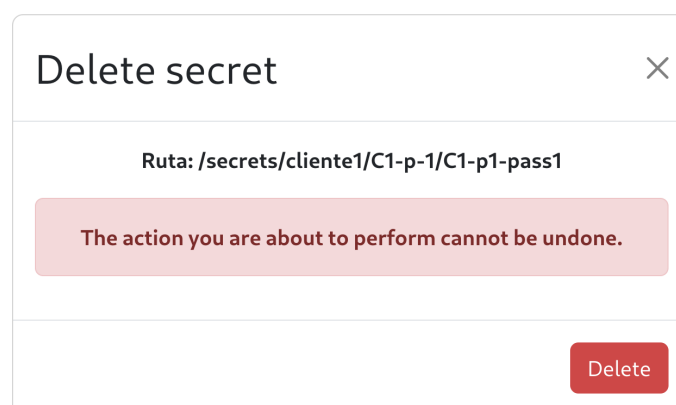 Delete secret
Ruta: /secrets/cliente1/C1-p-1/C1-p1-pass1
The action you are about to perform cannot be undone.
Delete